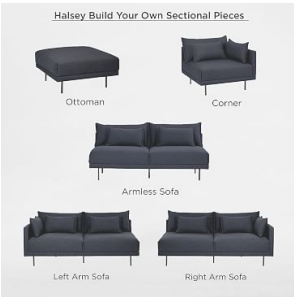 Halsey Build Your Own Sectional Pieces
Ottoman
Corner
Armless Sofa
Left Arm Sofa
Right Arm Sofa